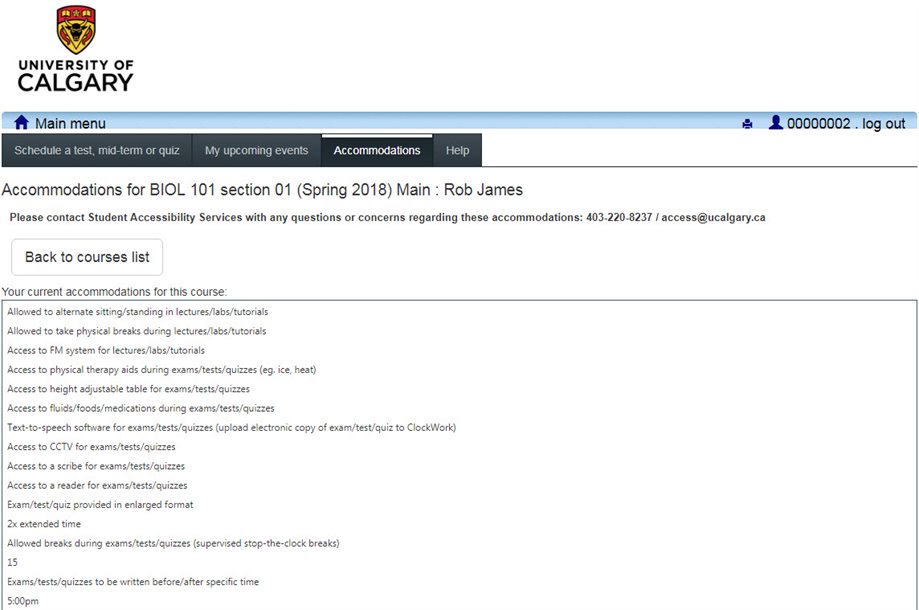 UNIVERSITY OF
CALGARY
Main menu
00000002 . log out
Schedule a test, mid-term or quiz
My upcoming events
Accommodations
Help
Accommodations for BIOL 101 section 01 (Spring 2018) Main : Rob James
Please contact Student Accessibility Services with any questions or concerns regarding these accommodations: 403-220-8237 / access@ucalgary.ca
Back to courses list
Your current accommodations for this course:
Allowed to alternate sitting/standing in lectures/labs/tutorials
Allowed to take physical breaks during lectures/labs/tutorials
Access to FM system for lectures/labs/tutorials
Access to physical therapy aids during exams/tests/quizzes (eg. ice, heat)
Access to height adjustable table for exams/tests/quizzes
Access to fluids/foods/medications during exams/tests/quizzes
Text-to-speech software for exams/tests/quizzes (upload electronic copy of exam/test/quiz to ClockWork)
Access to CCTV for exams/tests/quizzes
Access to a scribe for exams/tests/quizzes
Access to a reader for exams/tests/quizzes
Exam/test/quiz provided in enlarged format
2x extended time
Allowed breaks during exams/tests/quizzes (supervised stop-the-clock breaks)
15
Exams/tests/quizzes to be written before/after specific time
5:00pm